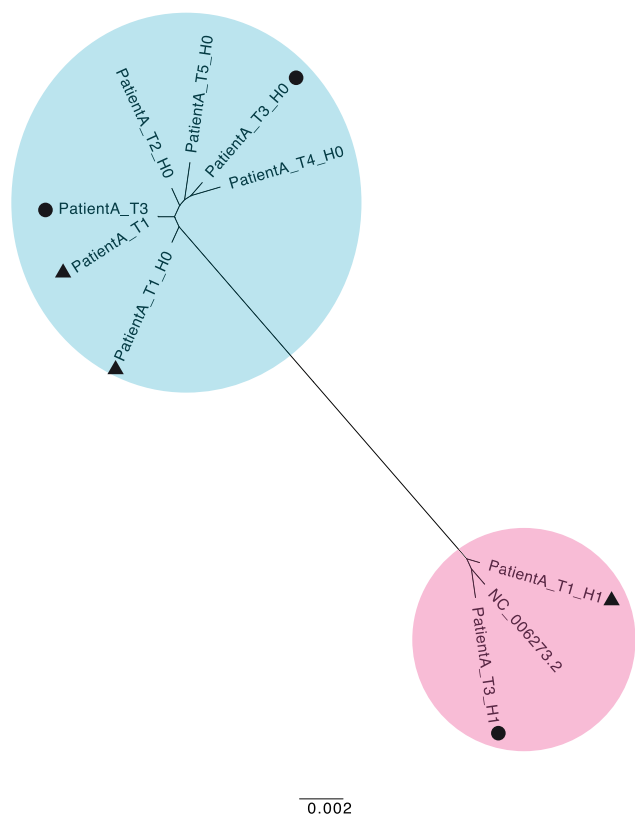 PatientA_T5_H0
PatientA_T2_H0
PatientA_T3_H0
PatientA_T4_H0
PatientA_T3
PatientA_T1
PatientA_T1_H0
PatientA_T1_H1
NC_006273.2
PatientA_T3_H1
0.002